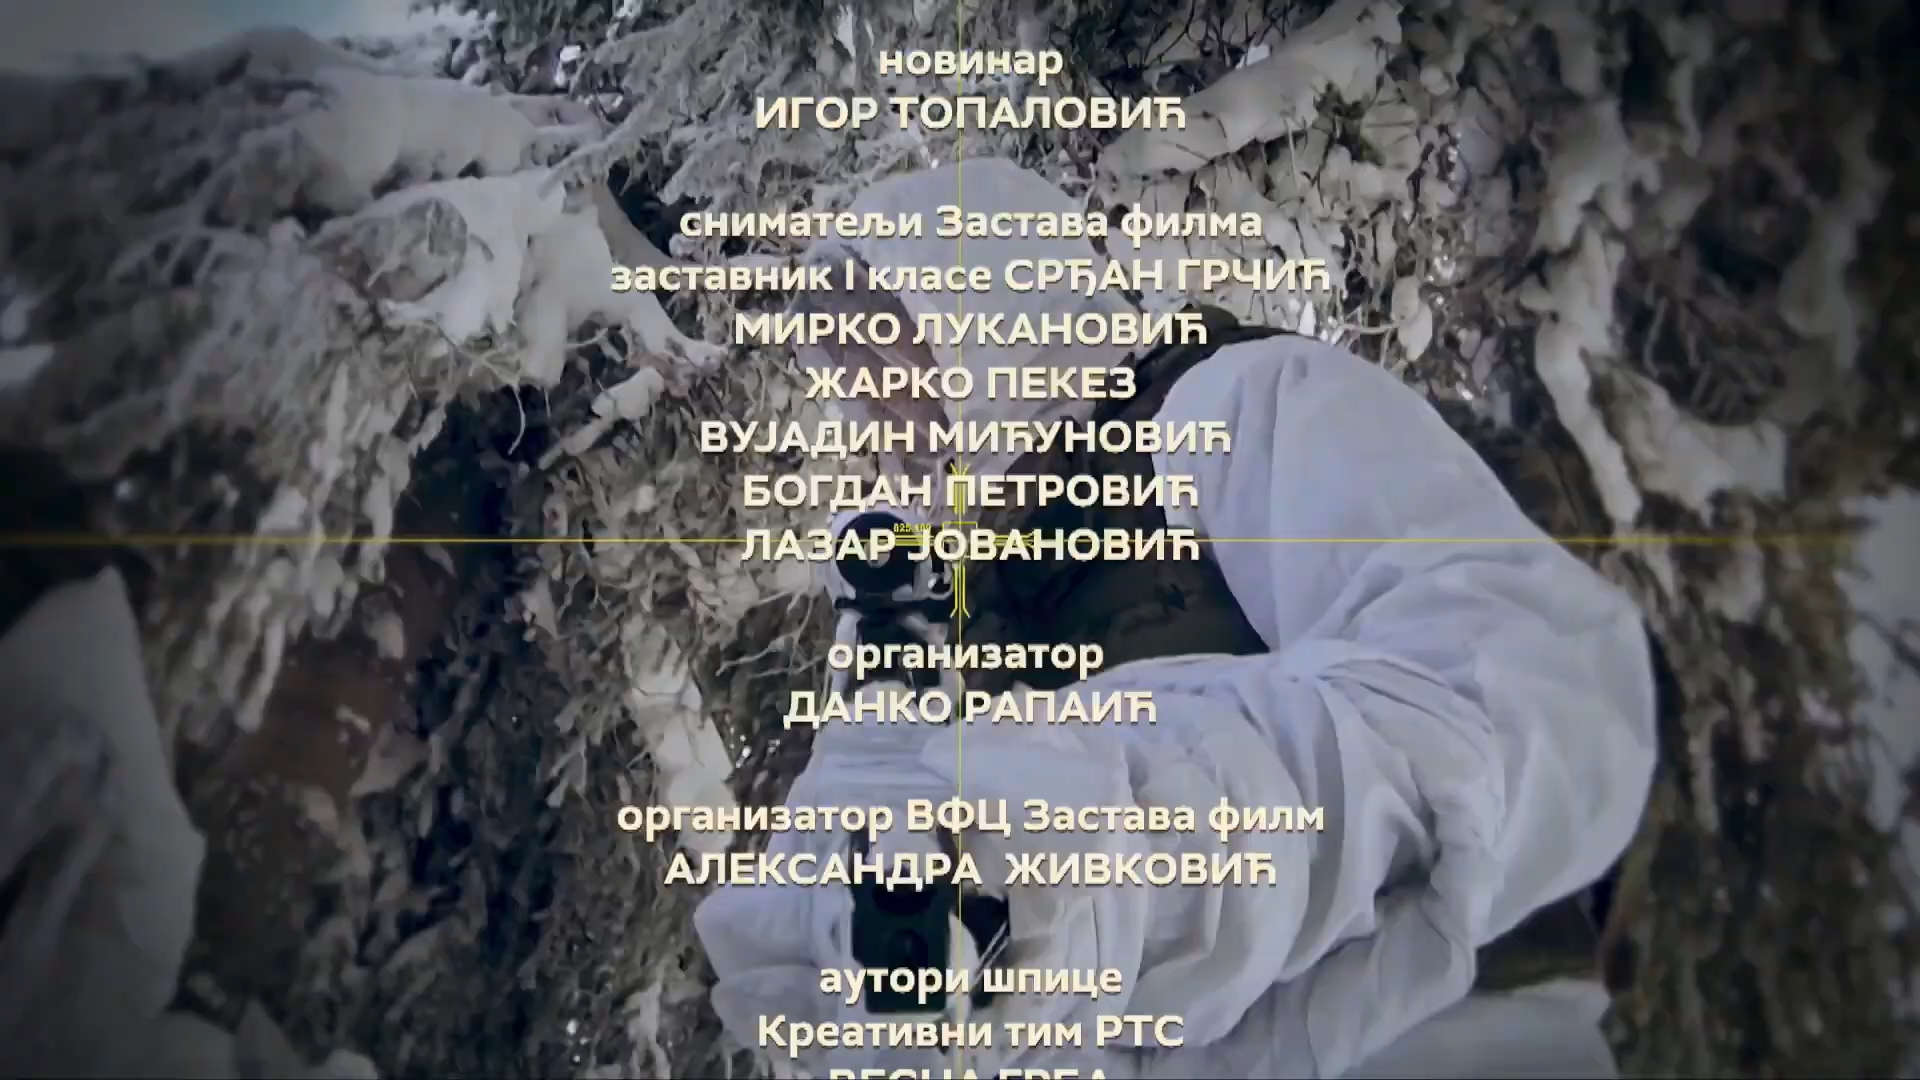 новинар
ИГОР ТОПАЛОВИЋ
сниматељи Застава филма
заставник I класе СРЂАН ГРЧИЋ
МИРКО ЛУКАНОВИЋ
ЖАРКО ПЕКЕЗ
ВУЈАДИН МИЋУНОВИЋ
БОГДАН ПЕТРОВИЋ
ЛАЗАР ЈОВАНОВИЋ
организатор
ДАНКО РАПАИЋ
организатор ВФЦ Застава филм
АЛЕКСАНДРА ЖИВКОВИЋ
аутори шпице
Креативни тим РТС